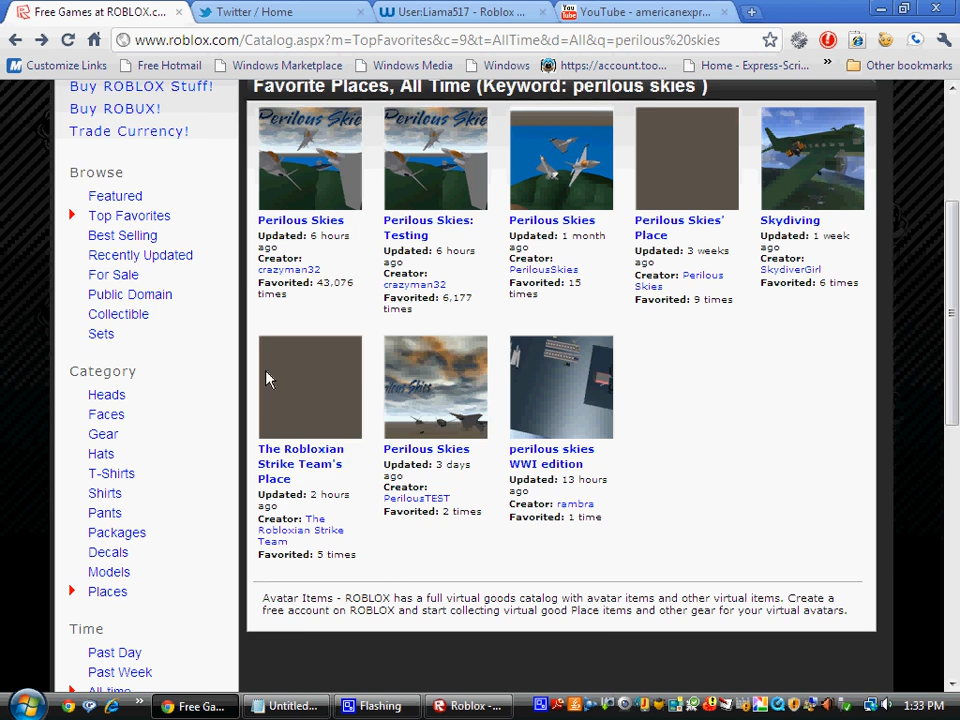 Free Games at ROBLOX.c...
Twitter / Home
User:Liama517 - Roblox ...
YouTube - americanexpr...
www.roblox.com/Catalog.aspx?m=TopFavorites&c=9&t=AllTime&d=All&q=perilous%20skies
Customize Links
Free Hotmail
Windows Marketplace
Windows Media
Windows
https://account.too...
Home - Express-Scri...
»
Other bookmarks
Buy ROBLOX Stuff!
Buy ROBUX!
Trade Currency!
Browse
Featured
Top Favorites
Best Selling
Recently Updated
For Sale
Public Domain
Collectible
Sets
Category
Heads
Faces
Gear
Hats
T-Shirts
Shirts
Pants
Packages
Decals
Models
Places
Time
Past Day
Past Week
All-time
Favorite Places, All Time (Keyword: perilous skies )
Perilous Skie
Perilous Skies
Updated: 6 hours
ago
Creator:
crazyman32
Favorited: 43,076
times
Perilous Skie
Perilous Skies:
Testing
Updated: 6 hours
ago
Creator:
crazyman32
Favorited: 6,177
times
Perilous Skies
Updated: 1 month
ago
Creator:
PerilousSkies
Favorited: 15
times
Perilous Skies'
Place
Updated: 3 weeks
ago
Creator: Perilous
Skies
Favorited: 9 times
Skydiving
Updated: 1 week
ago
Creator:
SkydiverGirl
Favorited: 6 times
The Robloxian
Strike Team's
Place
Updated: 2 hours
ago
Creator: The
Robloxian Strike
Team
Favorited: 5 times
Perilous Skies
Updated: 3 days
ago
Creator:
PerilousTEST
Favorited: 2 times
perilous skies
WWI edition
Updated: 13 hours
ago
Creator: rambra
Favorited: 1 time
Avatar Items - ROBLOX has a full virtual goods catalog with avatar items and other virtual items. Create a
free account on ROBLOX and start collecting virtual good Place items and other gear for your virtual avatars.
»
Free Ga...
Untitled...
Flashing
Roblox -...
1:33 PM